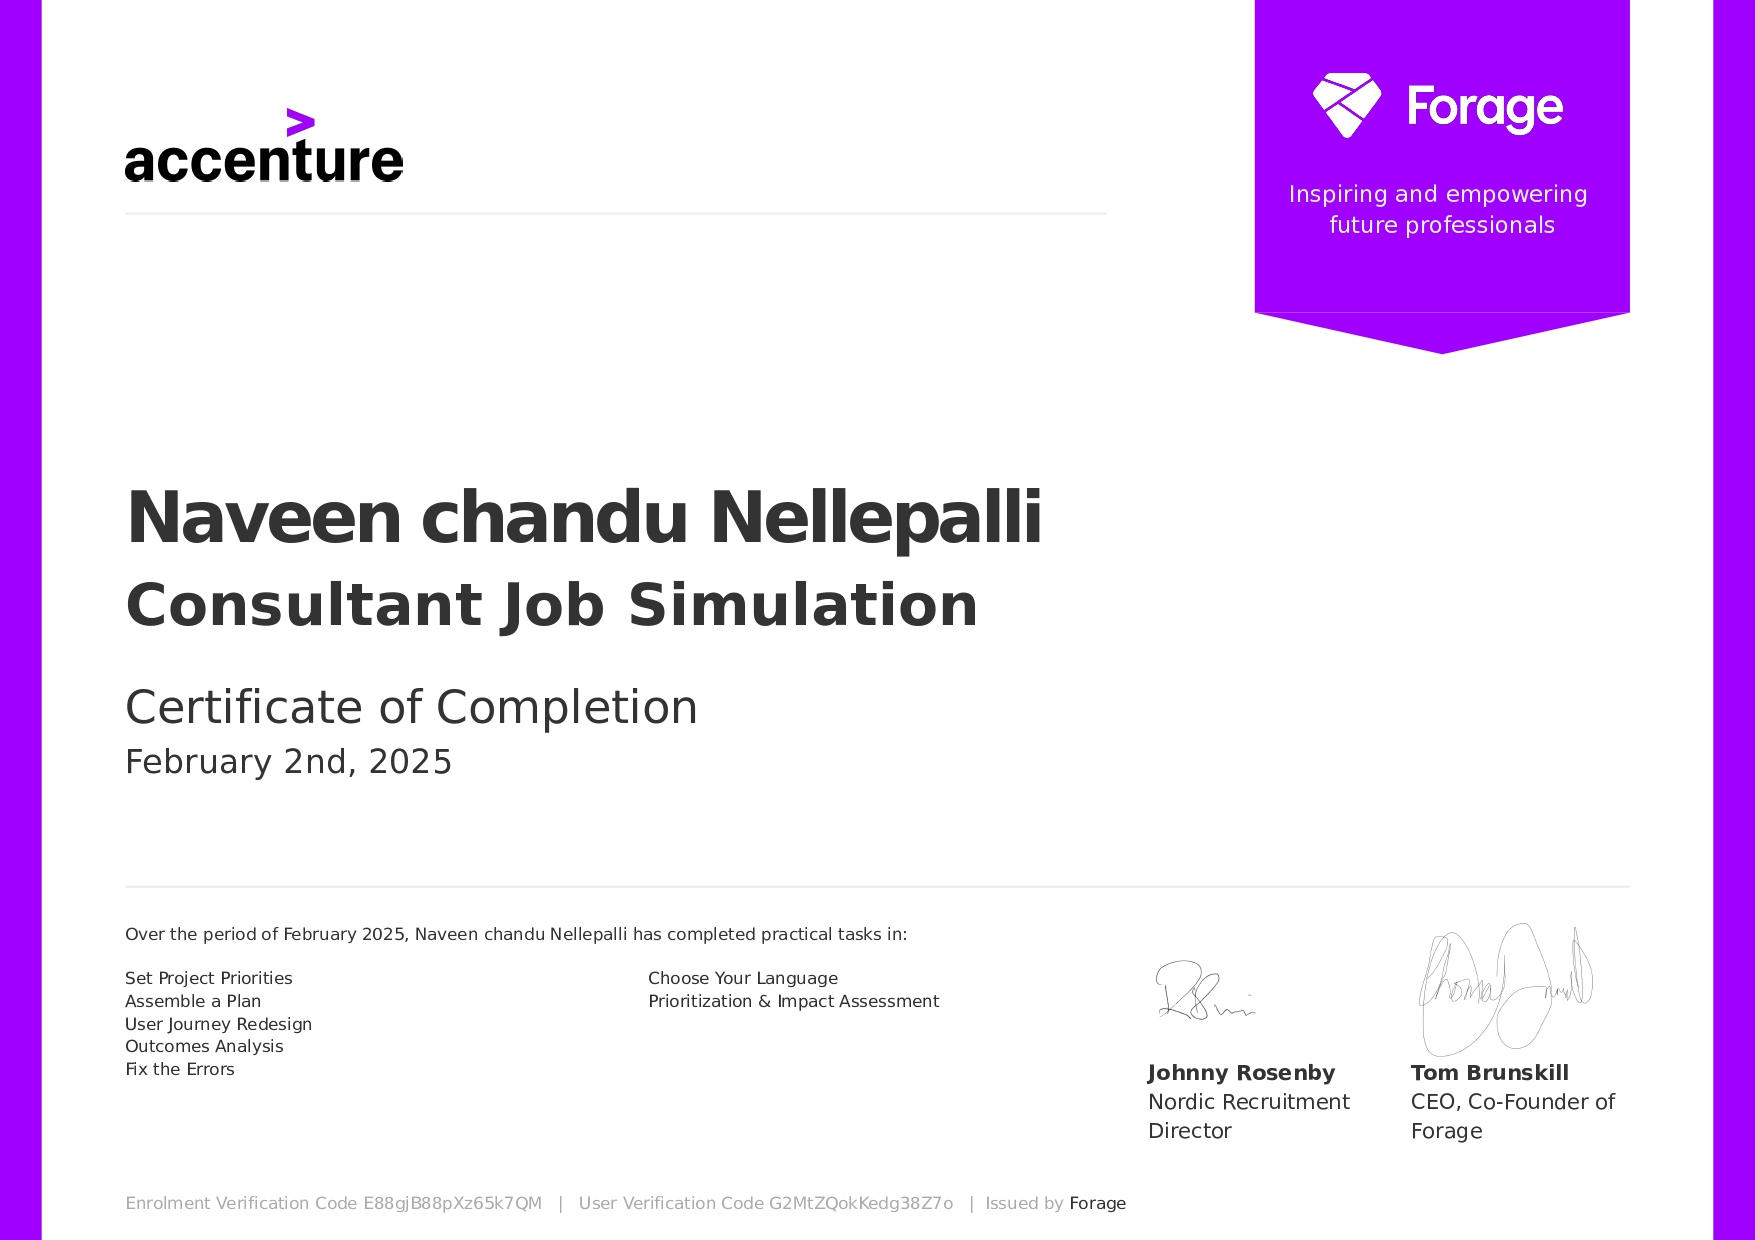 accenture
>
Forage
Inspiring and empowering
future professionals
Naveen chandu Nellepalli
Consultant Job Simulation
Certificate of Completion
February 2nd, 2025
Over the period of February 2025, Naveen chandu Nellepalli has completed practical tasks in:
Set Project Priorities
Assemble a Plan
User Journey Redesign
Outcomes Analysis
Fix the Errors
Choose Your Language
Prioritization & Impact Assessment
Johnny Rosenby
Nordic Recruitment
Director
Tom Brunskill
CEO, Co-Founder of
Forage
Enrolment Verification Code E88gjB88pXz65k7QM | User Verification Code G2MtZQokKedg38Z7o | Issued by Forage